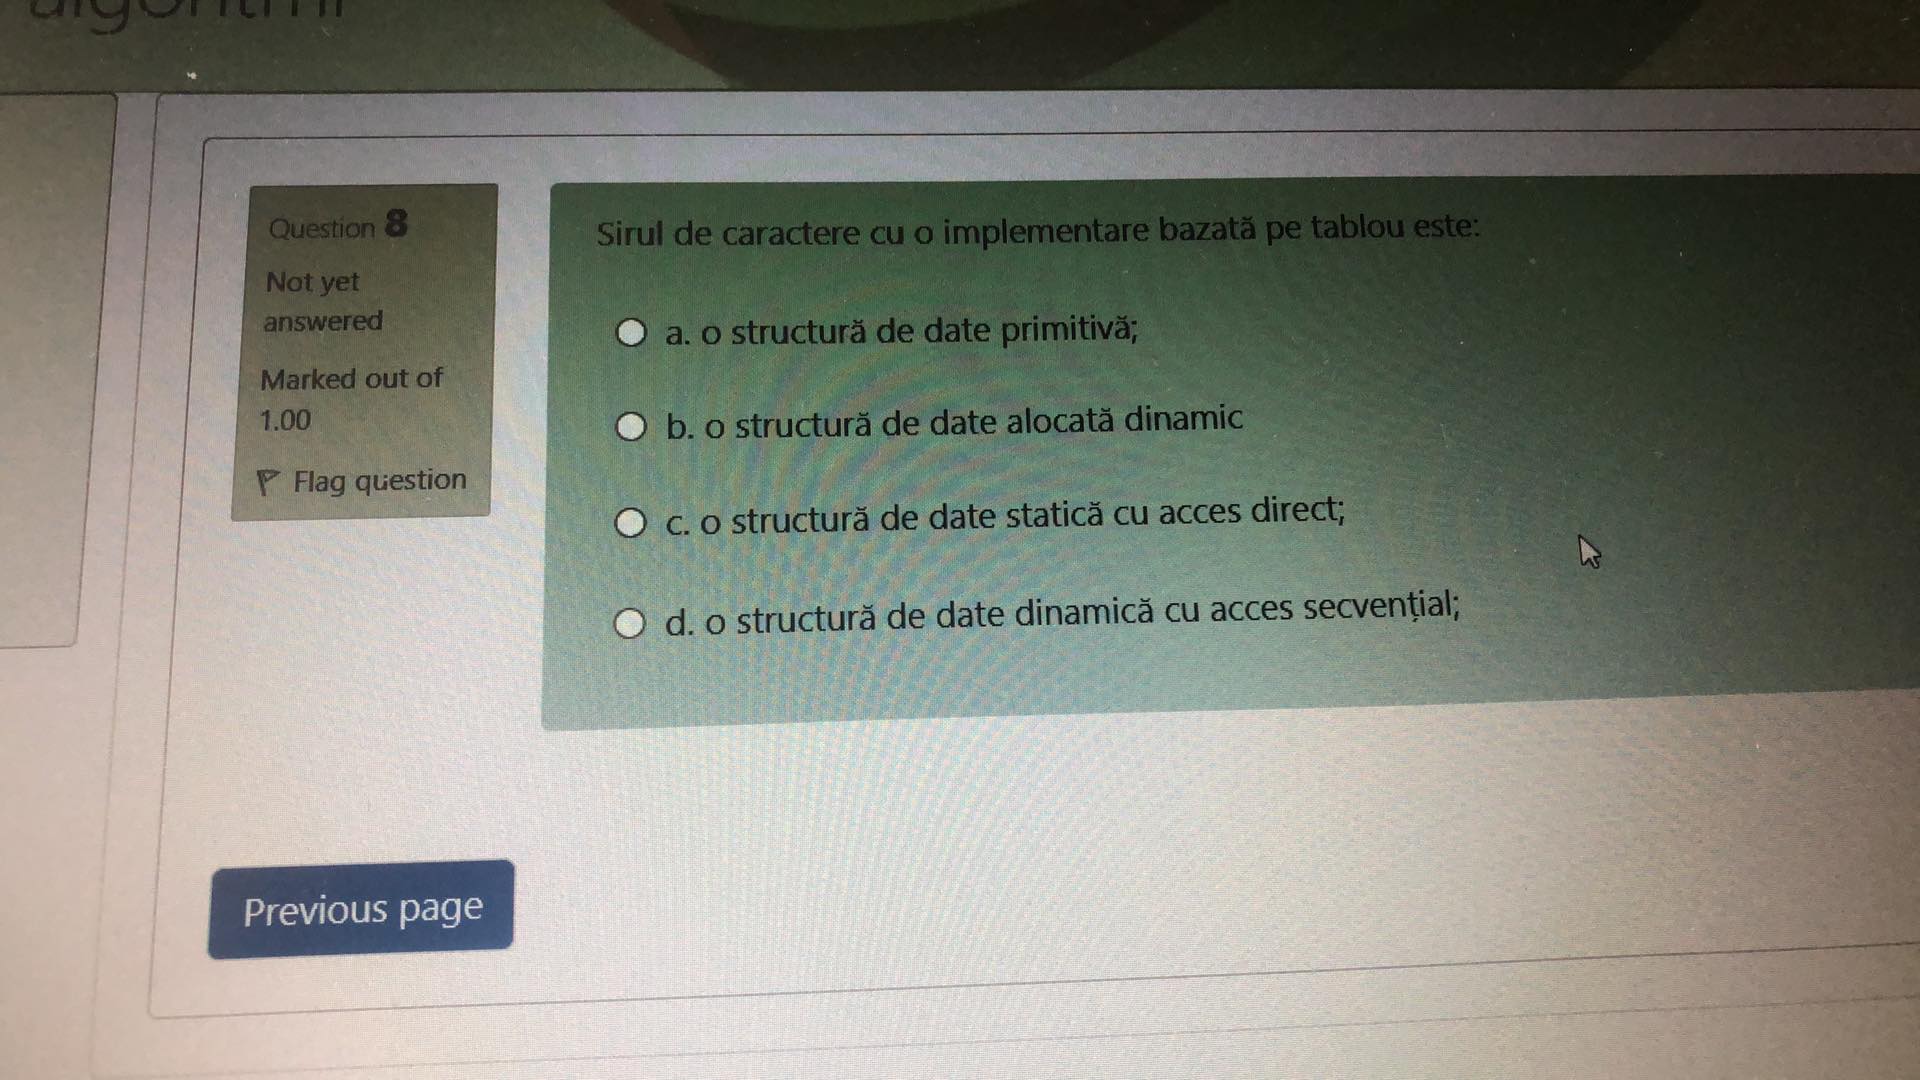 algoritmi
Question 8
Not yet
answered
Marked out of
1.00
Flag question
Sirul de caractere cu o implementare bazată pe tablou este:
a. o structură de date primitivă;
b. o structură de date alocată dinamic
c. o structură de date statică cu acces direct;
d. o structură de date dinamică cu acces secvențial;
Previous page